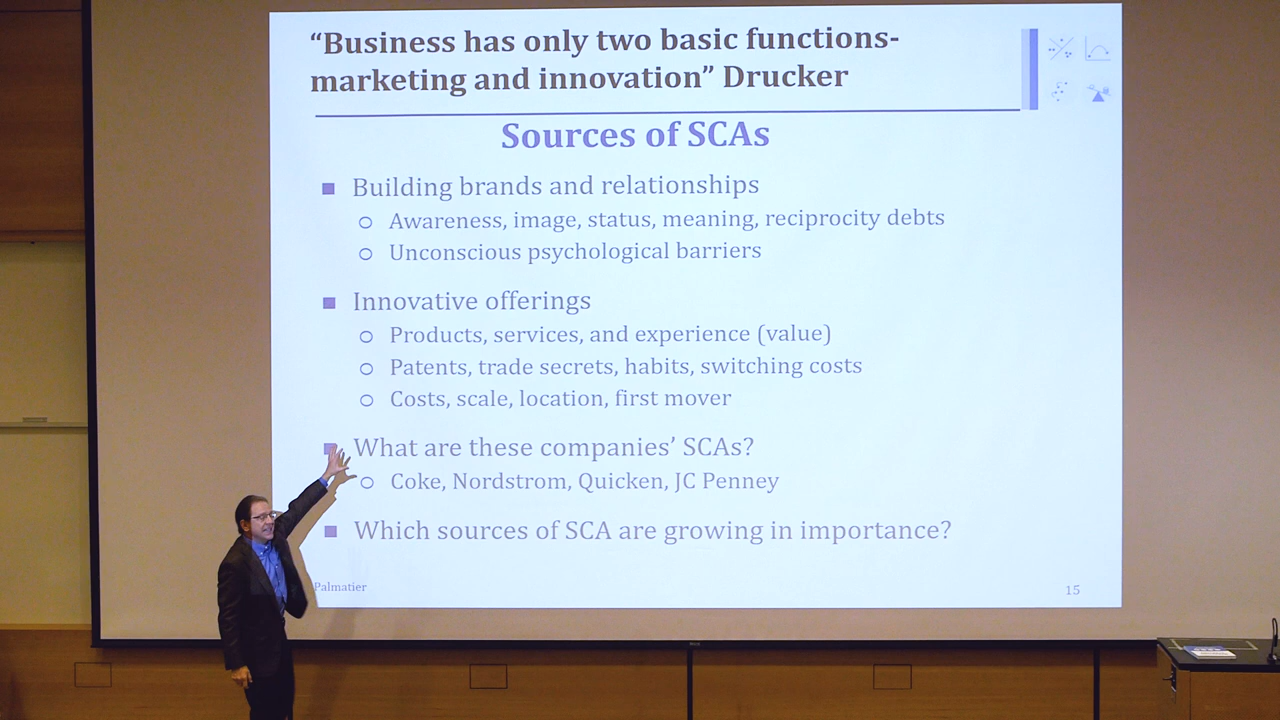 “Business has only two basic functions-
marketing and innovation” Drucker
Sources of SCAs
Building brands and relationships
Awareness, image, status, meaning, reciprocity debts
Unconscious psychological barriers
Innovative offerings
Products, services, and experience (value)
Patents, trade secrets, habits, switching costs
Costs, scale, location, first mover
What are these companies’ SCAs?
Coke, Nordstrom, Quicken, JC Penney
Which sources of SCA are growing in importance?
Palmatier
15